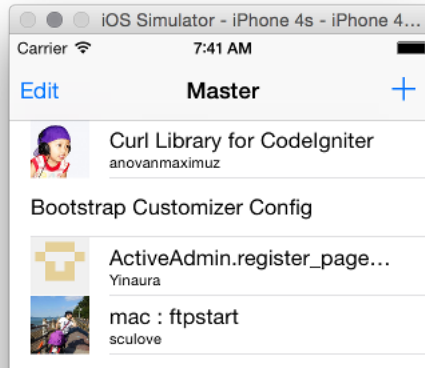 iOS Simulator - iPhone 4s - iPhone 4...
Carrier 7:41 AM
Edit Master +
Curl Library for CodeIgniter
anovanmaximuz
Bootstrap Customizer Config
ActiveAdmin.register_page...
Yinaura
mac : ftpstart
sculove